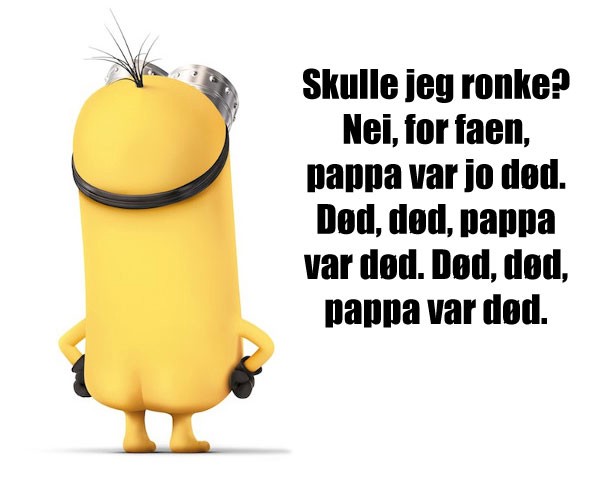 Skulle jeg ronke?
Nei, for faen,
pappa var jo død.
Død, død, pappa
var død. Død, død,
pappa var død.